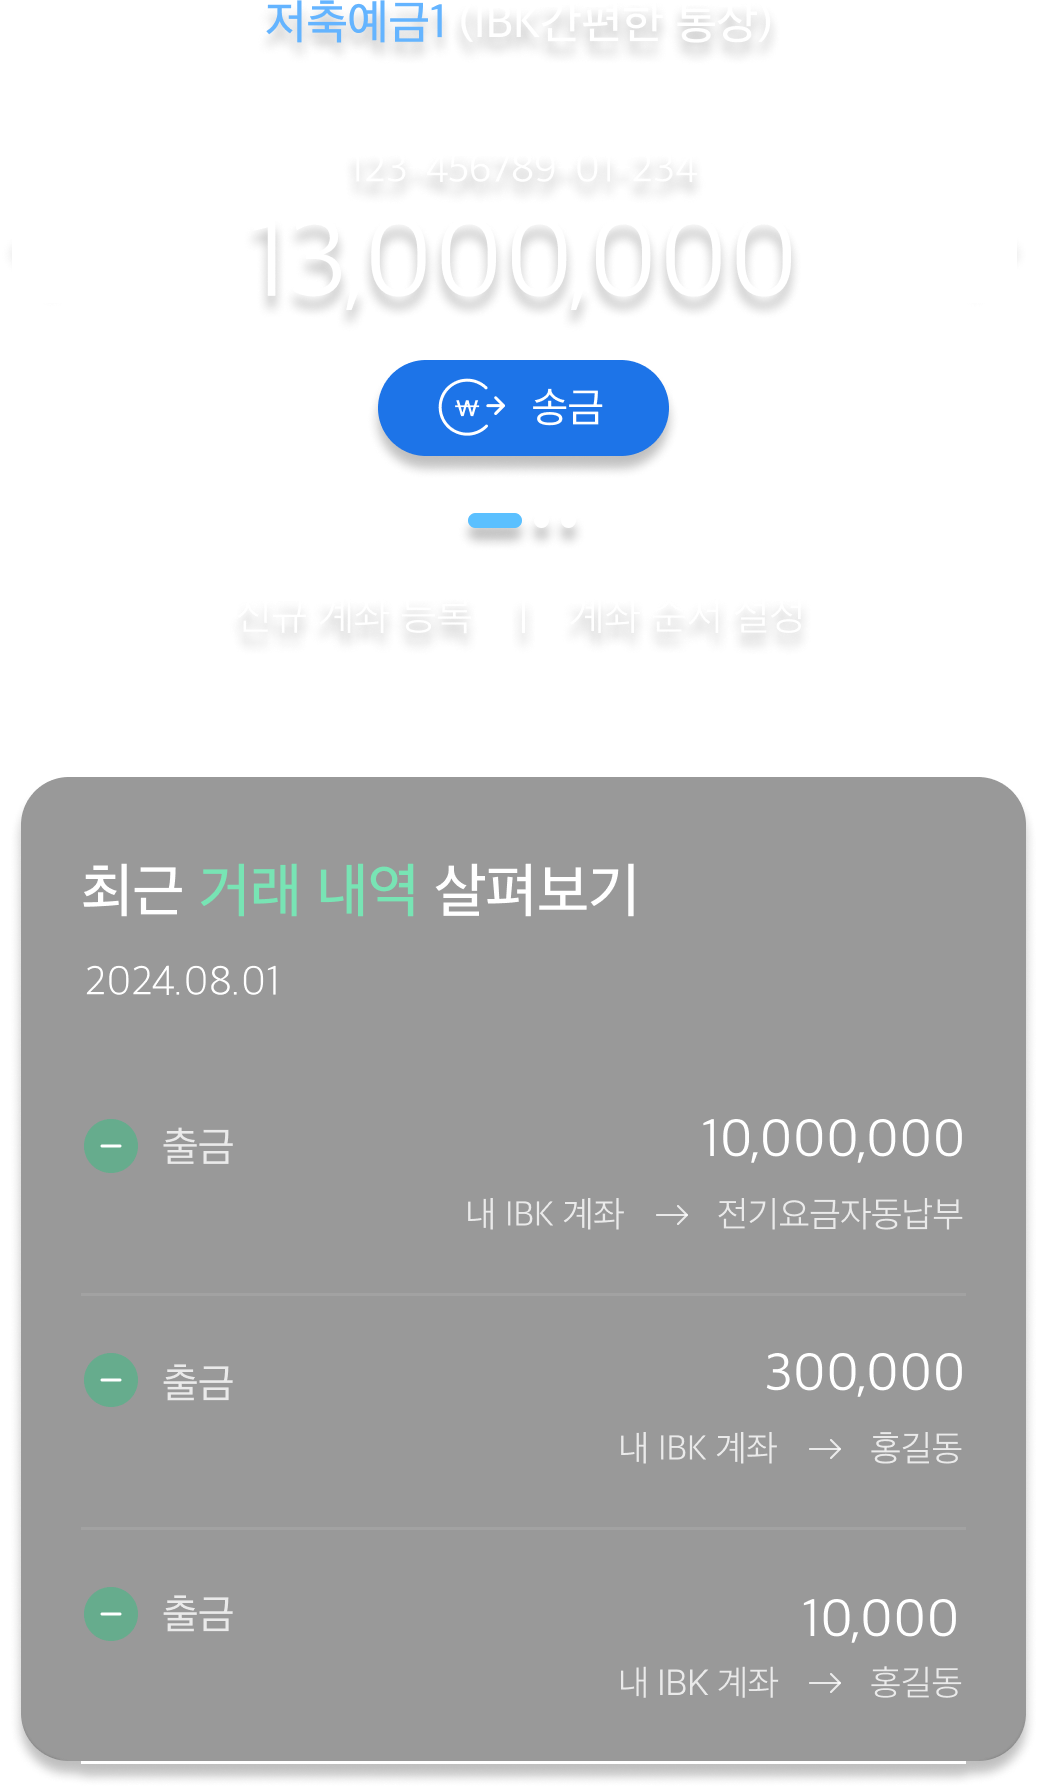 저축예금1 (IBK간편한 통장)
123-456789-01-234
13,000,000
₩ 송금
신규 계좌 등록 | 계좌 순서 설정
최근 거래 내역 살펴보기
2024.08.01
출금 10,000,000
내 IBK 계좌 → 전기요금자동납부
출금 300,000
내 IBK 계좌 → 홍길동
출금 10,000
내 IBK 계좌 → 홍길동